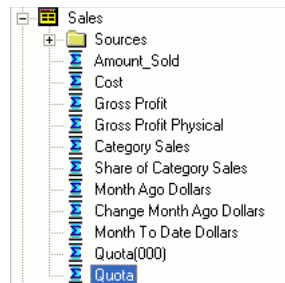 Sales
Sources
Amount_Sold
Cost
Gross Profit
Gross Profit Physical
Category Sales
Share of Category Sales
Month Ago Dollars
Change Month Ago Dollars
Month To Date Dollars
Quota(000)
Quota